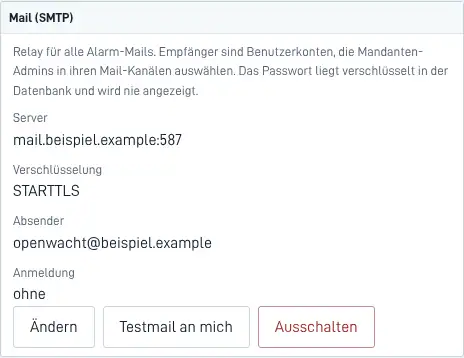 Mail (SMTP)
Relay für alle Alarm-Mails. Empfänger sind Benutzerkonten, die Mandanten-
Admins in ihren Mail-Kanälen auswählen. Das Passwort liegt verschlüsselt in der
Datenbank und wird nie angezeigt.
Server
mail.beispiel.example:587
Verschlüsselung
STARTTLS
Absender
openwacht@beispiel.example
Anmeldung
ohne
Ändern Testmail an mich Ausschalten